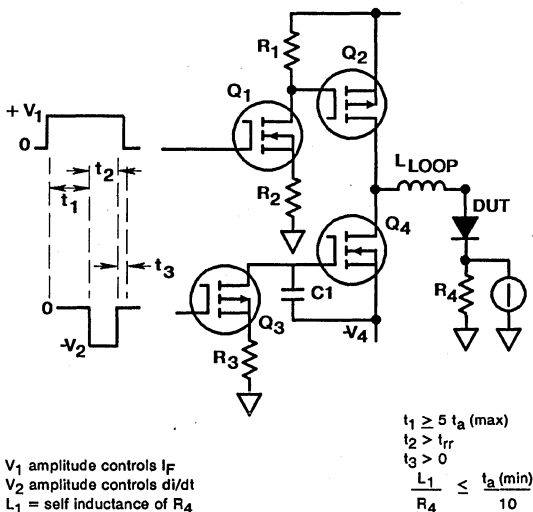 R1
Q2
Q1
+ V1
0
t2
t1
LLOOP
DUT
R2
Q4
t3
C1
R4
0
Q3
-V2
-V4
R3
t1 ≥ 5 ta (max)
t2 > trr
t3 > 0
L1 / R4 ≤ ta (min) / 10
V1 amplitude controls IF
V2 amplitude controls di/dt
L1 = self inductance of R4